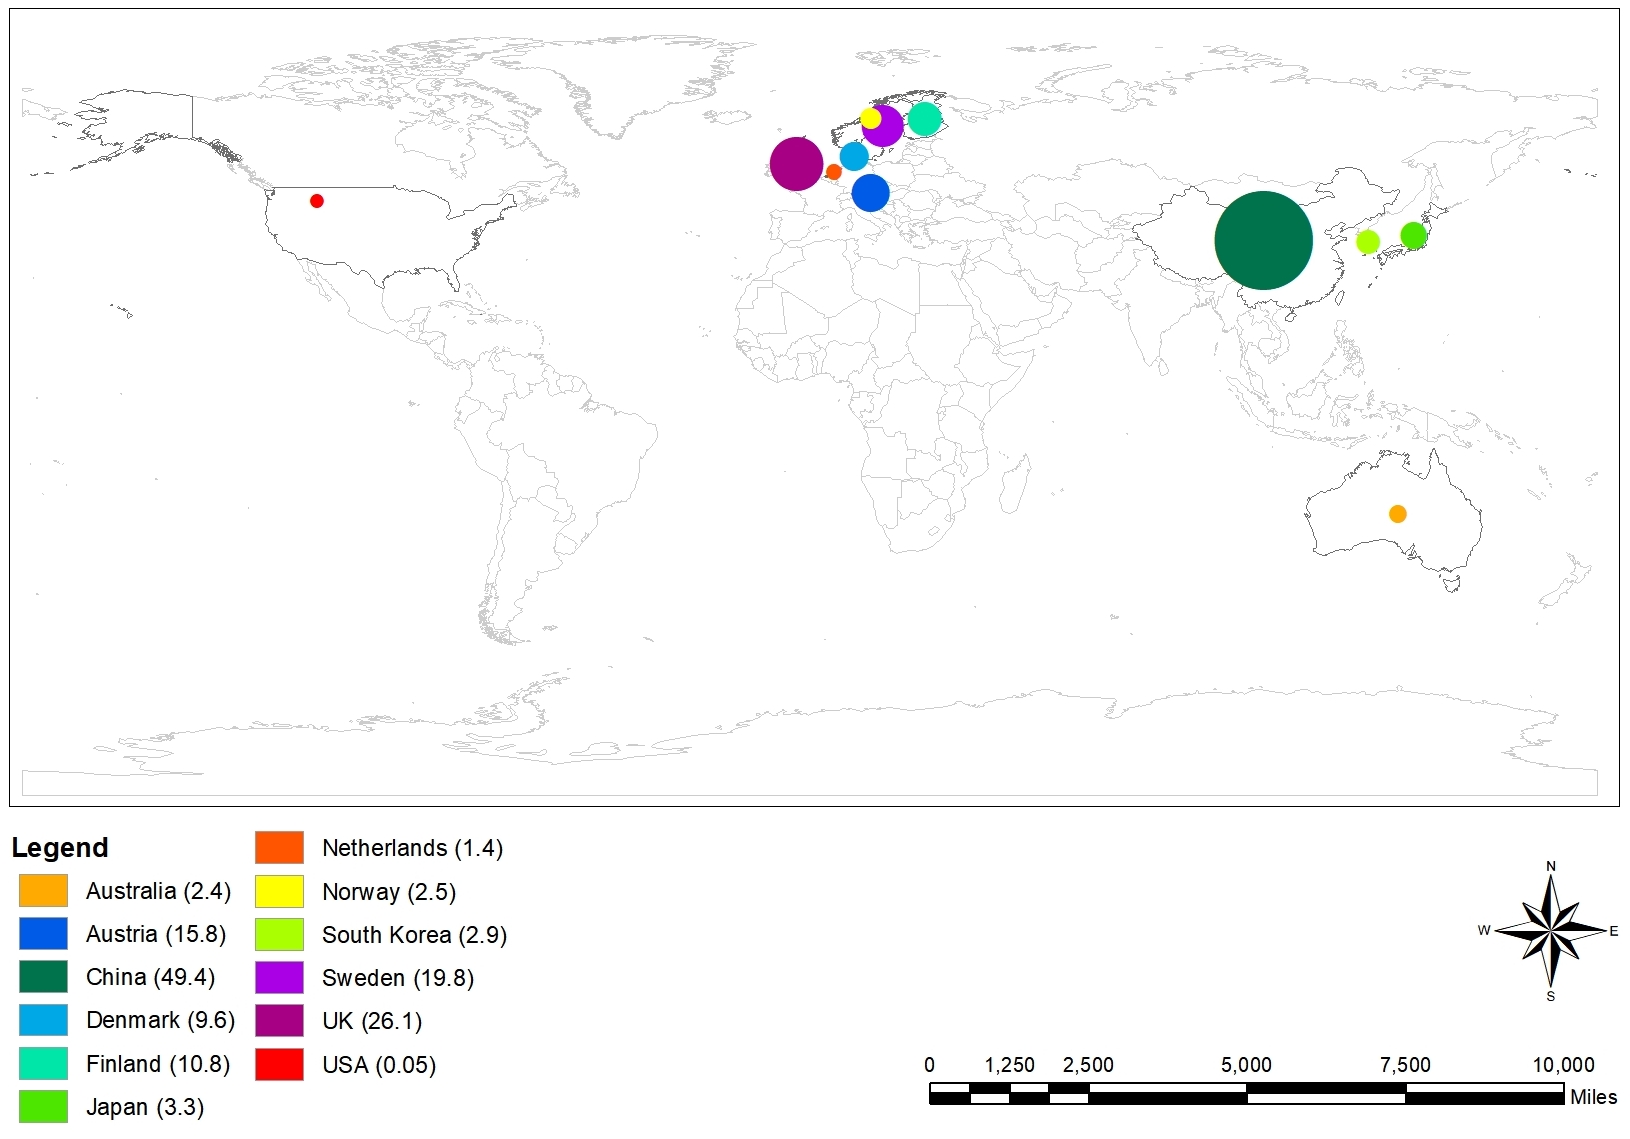 Legend
Australia (2.4)
Austria (15.8)
China (49.4)
Denmark (9.6)
Finland (10.8)
Japan (3.3)
Netherlands (1.4)
Norway (2.5)
South Korea (2.9)
Sweden (19.8)
UK (26.1)
USA (0.05)
N
W E
S
0 1,250 2,500 5,000 7,500 10,000
Miles